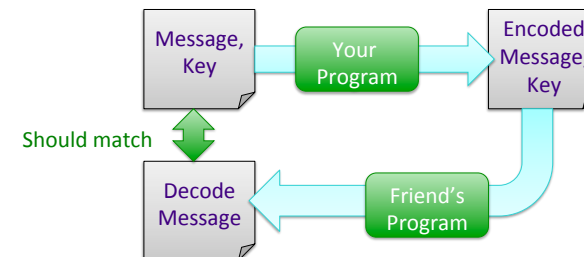 Message,
Key
Your
Program
Encoded
Message,
Key
Should match
Decode
Message
Friend's
Program